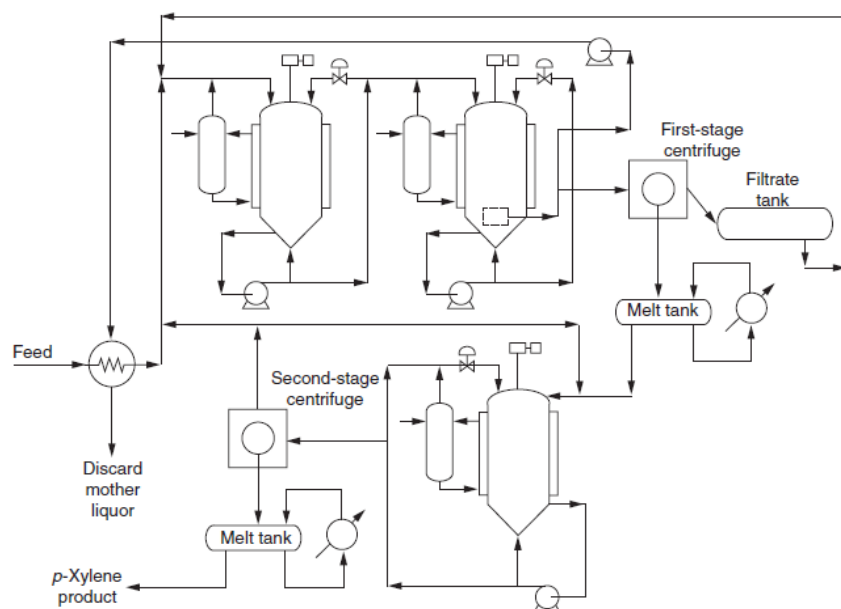 First-stage
centrifuge
Filtrate
tank
Melt tank
Feed
Second-stage
centrifuge
Discard
mother
liquor
Melt tank
p-Xylene
product